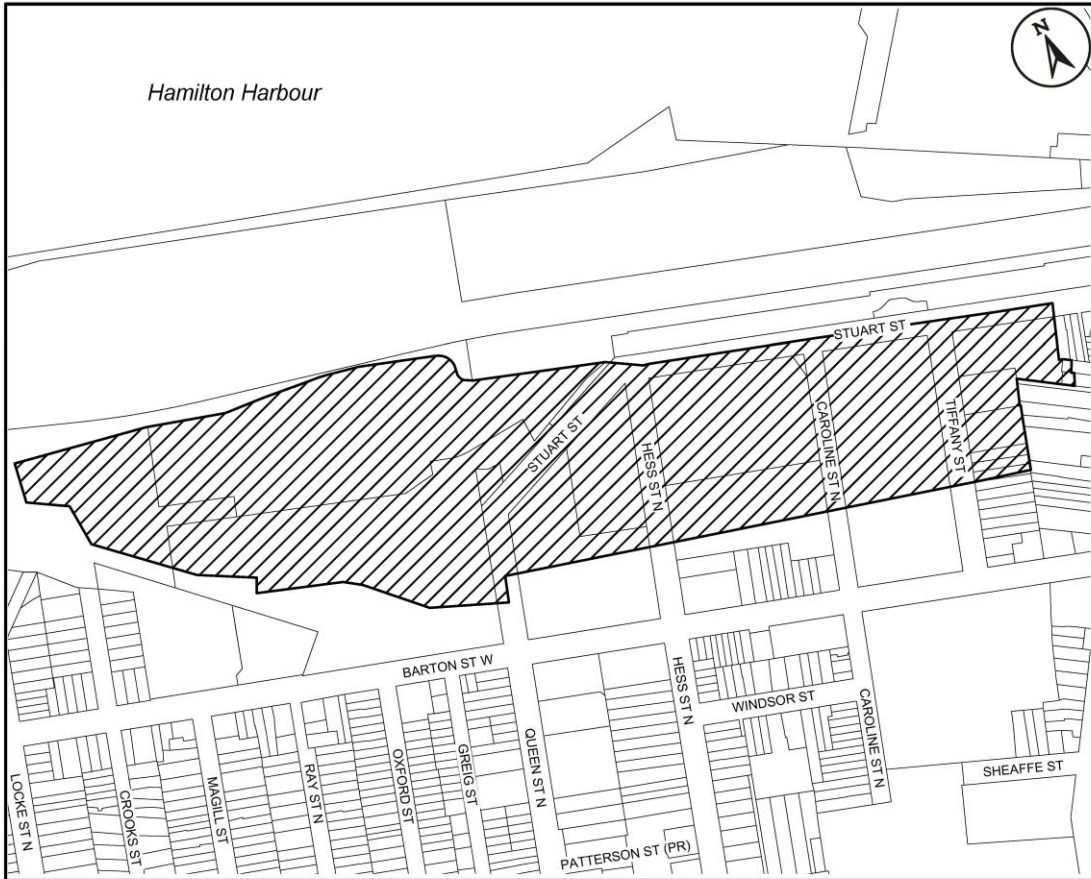 N
Hamilton Harbour
STUART ST
STUART ST
HESS ST N
CAROLINE ST N
TIFFANY ST
BARTON ST W
HESS ST N
WINDSOR ST
CAROLINE ST N
LOCKE ST N
CROOKS ST
MAGILL ST
RAY ST N
OXFORD ST
GREIG ST
QUEEN ST N
SHEAFFE ST
PATTERSON ST (PR)